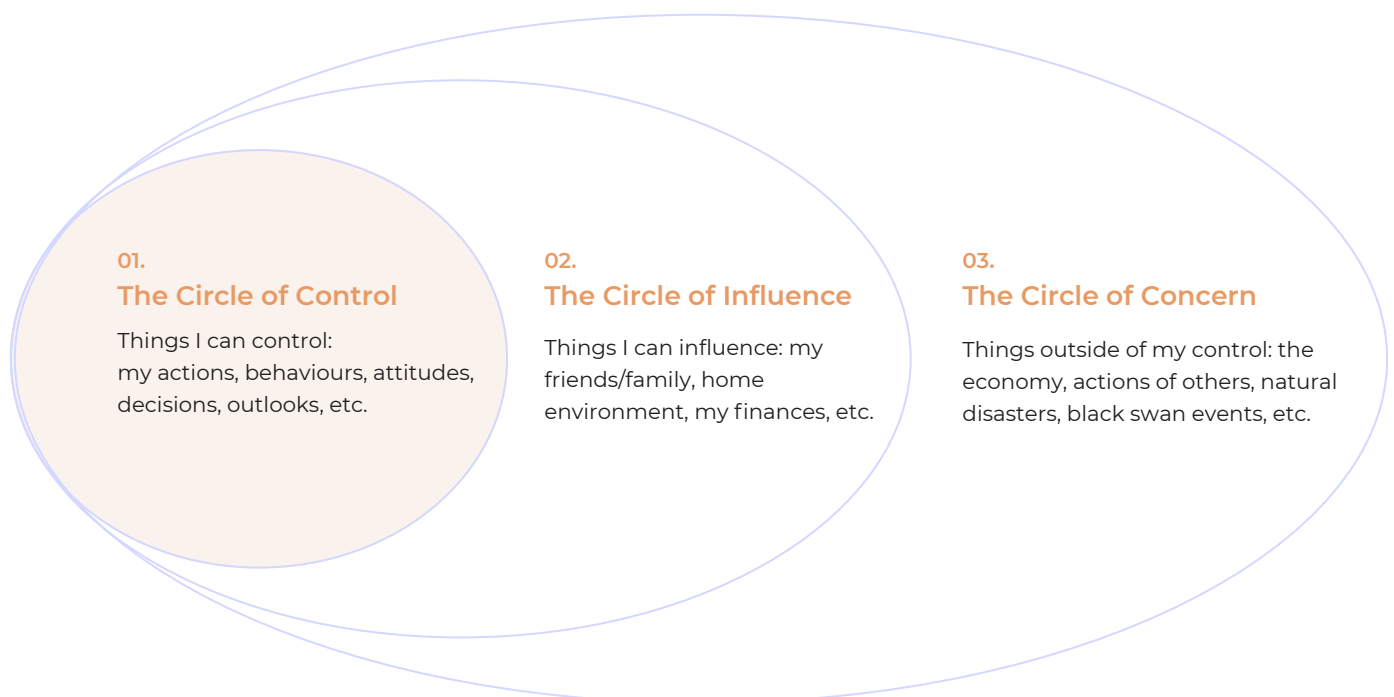 01.
The Circle of Control
Things I can control:
my actions, behaviours, attitudes,
decisions, outlooks, etc.
02.
The Circle of Influence
Things I can influence: my
friends/family, home
environment, my finances, etc.
03.
The Circle of Concern
Things outside of my control: the
economy, actions of others, natural
disasters, black swan events, etc.